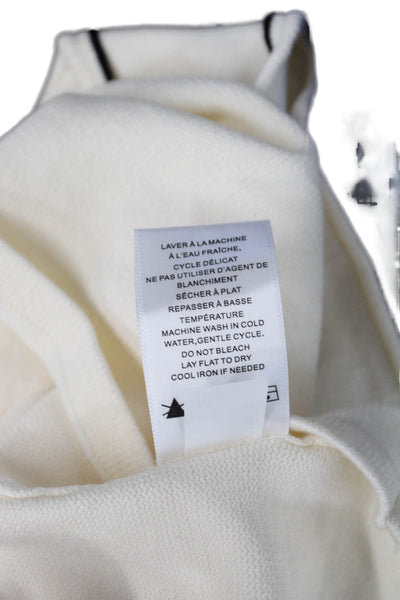 LAVER À LA MACHINE
À L'EAU FRAÎCHE,
CYCLE DÉLICAT
NE PAS UTILISER D'AGENT DE
BLANCHIMENT
SÉCHER À PLAT
REPASSER À BASSE
TEMPÉRATURE
MACHINE WASH IN COLD
WATER,GENTLE CYCLE.
DO NOT BLEACH
LAY FLAT TO DRY
COOL IRON IF NEEDED